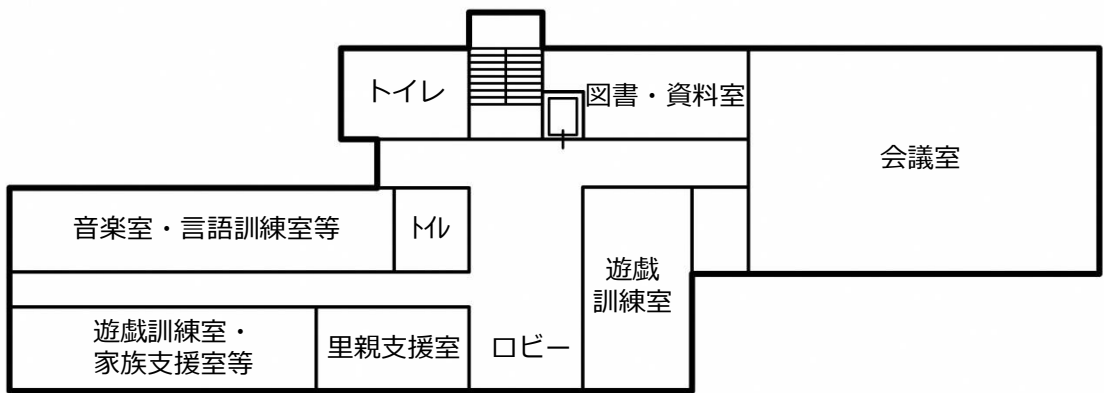 トイレ
図書・資料室
会議室
音楽室・言語訓練室等
ﾄｲﾚ
遊戯
訓練室
遊戯訓練室・
家族支援室等
里親支援室
ロビー